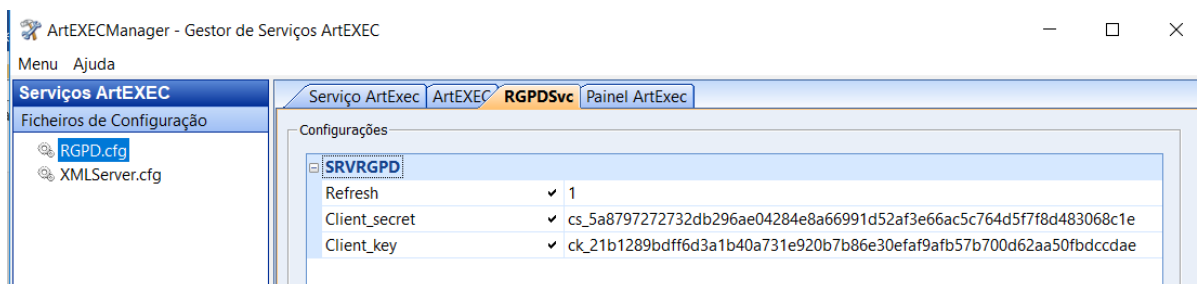 ArtEXECManager - Gestor de Serviços ArtEXEC
Menu Ajuda
Serviços ArtEXEC
Ficheiros de Configuração
RGPD.cfg
XMLServer.cfg
Serviço ArtExec ArtEXEC RGPDSvc Painel ArtExec
Configurações
SRVRGPD
Refresh 1
Client_secret cs_5a8797272732db296ae04284e8a66991d52af3e66ac5c764d5f7f8d483068c1e
Client_key ck_21b1289bdff6d3a1b40a731e920b7b86e30efaf9afb57b700d62aa50fbdccdae